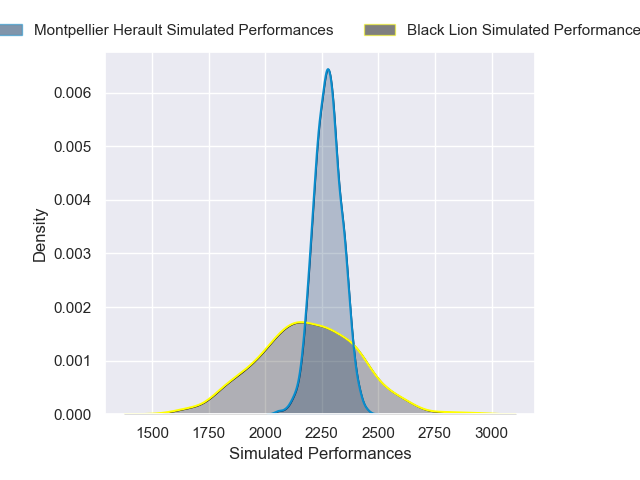 Montpellier Herault Simulated Performances
Black Lion Simulated Performance
0.006
0.005
0.004
0.003
0.002
0.001
0.000
Density
1500 1750 2000 2250 2500 2750 3000
Simulated Performances